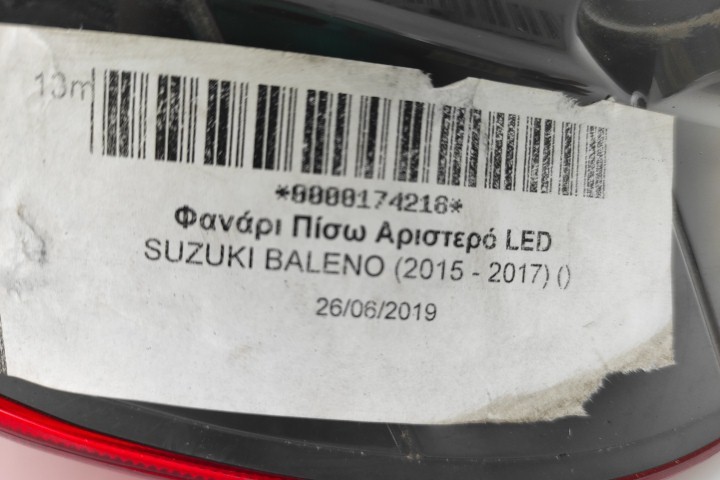 13m
*0000174216*
Φανάρι Πίσω Αριστερό LED
SUZUKI BALENO (2015 - 2017) ()
26/06/2019